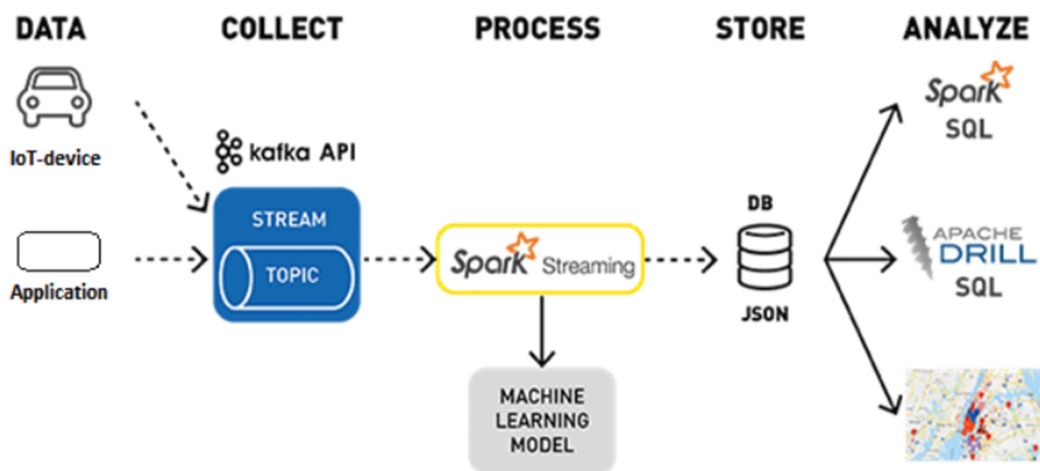 DATA
COLLECT
PROCESS
STORE
ANALYZE
IoT-device
kafka API
STREAM
TOPIC
Application
Spark Streaming
MACHINE
LEARNING
MODEL
DB
JSON
Spark
SQL
APACHE
DRILL
SQL